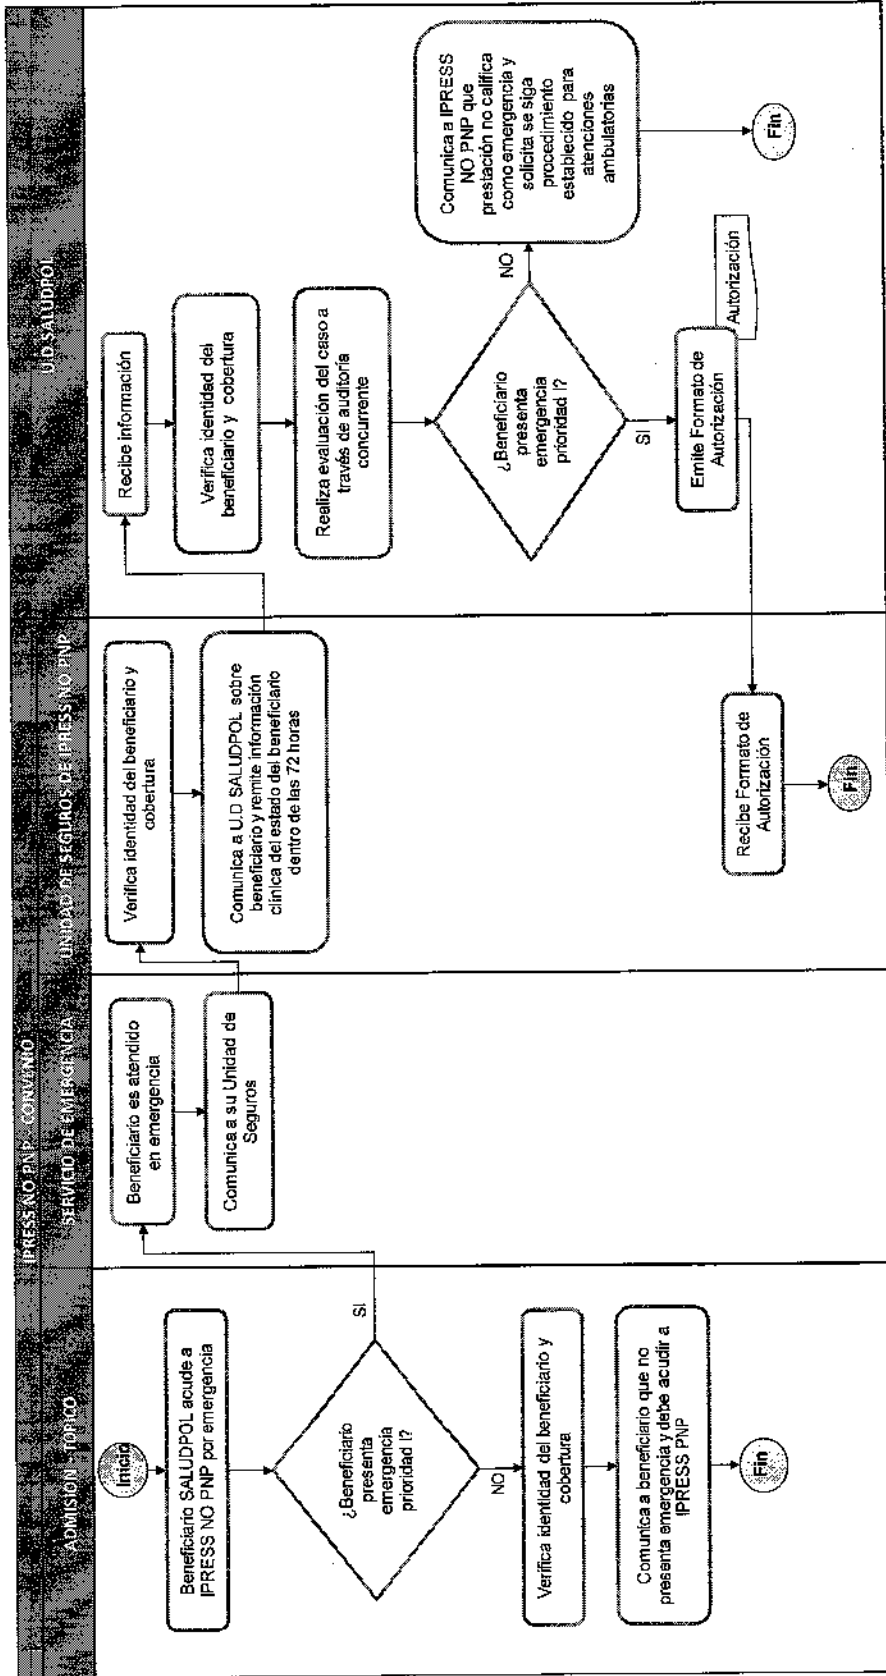 IPRESS NO PNP - CONVENIO
ADMISION - TOPICO
SERVICIO DE EMERGENCIA
UNIDAD DE SEGUROS DE IPRESS NO PNP
U.D SALUDPOL
Inicio
Beneficiario SALUDPOL acude a
IPRESS NO PNP por emergencia
¿Beneficiario
presenta
emergencia
prioridad I?
SI
NO
Verifica identidad del beneficiario y
cobertura
Comunica a beneficiario que no
presenta emergencia y debe acudir a
IPRESS PNP
Fin
Beneficiario es atendido
en emergencia
Comunica a su Unidad de
Seguros
Verifica identidad del beneficiario y
cobertura
Comunica a U.D SALUDPOL sobre
beneficiario y remite información
clínica del estado del beneficiario
dentro de las 72 horas
Recibe información
Verifica identidad del
beneficiario y cobertura
Realiza evaluación del caso a
través de auditoría
concurrente
¿Beneficiario
presenta
emergencia
prioridad I?
NO
Comunica a IPRESS
NO PNP que
prestación no califica
como emergencia y
solicita se siga
procedimiento
establecido para
atenciones
ambulatorias
Fin
SI
Emite Formato de
Autorización
Autorización
Recibe Formato de
Autorización
Fin